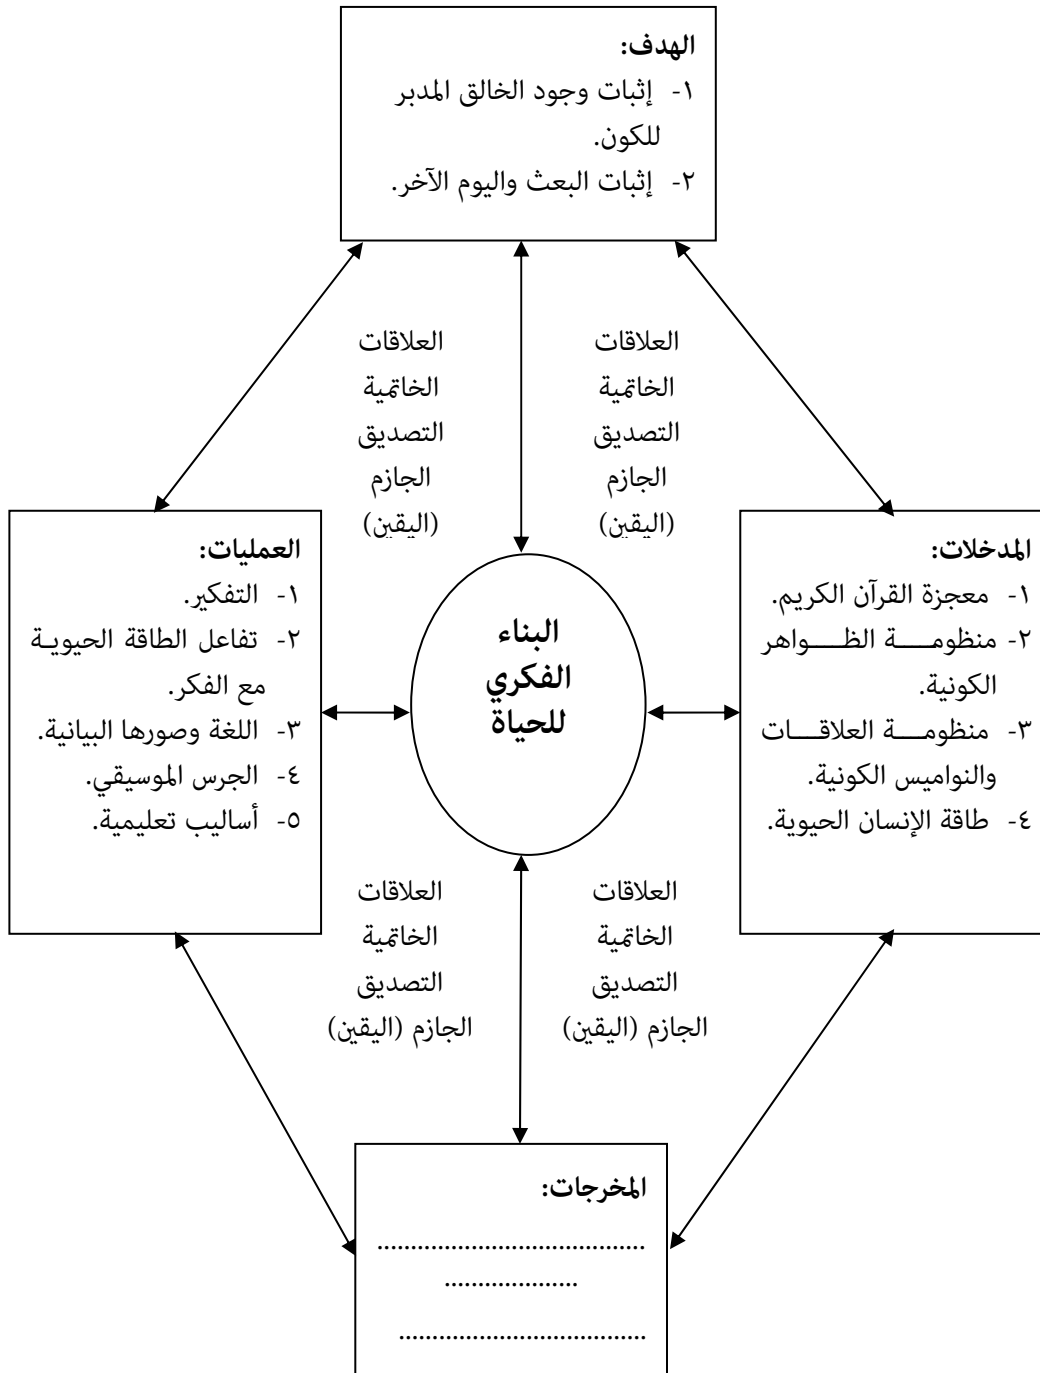 الهدف:
١- إثبات وجود الخالق المدبر
للكون.
٢- إثبات البعث واليوم الآخر.
العلاقات
الخاتمية
التصديق
الجازم
(اليقين)
العلاقات
الخاتمية
التصديق
الجازم
(اليقين)
المدخلات:
١- معجزة القرآن الكريم.
٢- منظومة الظواهر
الكونية.
٣- منظومة العلاقات
والنواميس الكونية.
٤- طاقة الإنسان الحيوية.
البناء
الفكري
للحياة
العمليات:
١- التفكير.
٢- تفاعل الطاقة الحيوية
مع الفكر.
٣- اللغة وصورها البيانية.
٤- الجرس الموسيقي.
٥- أساليب تعليمية.
العلاقات
الخاتمية
التصديق
الجازم (اليقين)
العلاقات
الخاتمية
التصديق
الجازم (اليقين)
المخرجات:
........................................
....................
.....................................